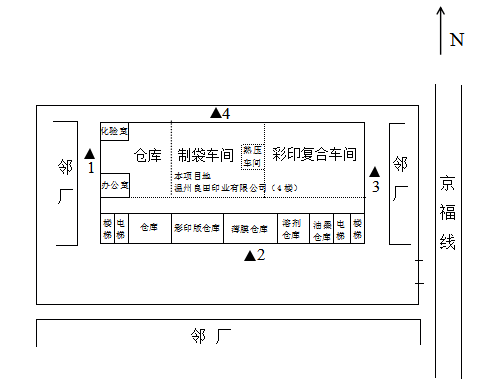 N
▲4
化验室
仓库
制袋车间
熱压
车间
彩印复合车间
▲
1
邻
厂
本项目地
温州良田印业有限公司（4楼）
办公室
▲
3
邻
厂
京
福
线
楼
梯
电
梯
仓库
彩印版仓库
薄膜仓库
溶剂
仓库
油墨
仓库
电
梯
楼
梯
▲2
邻 厂